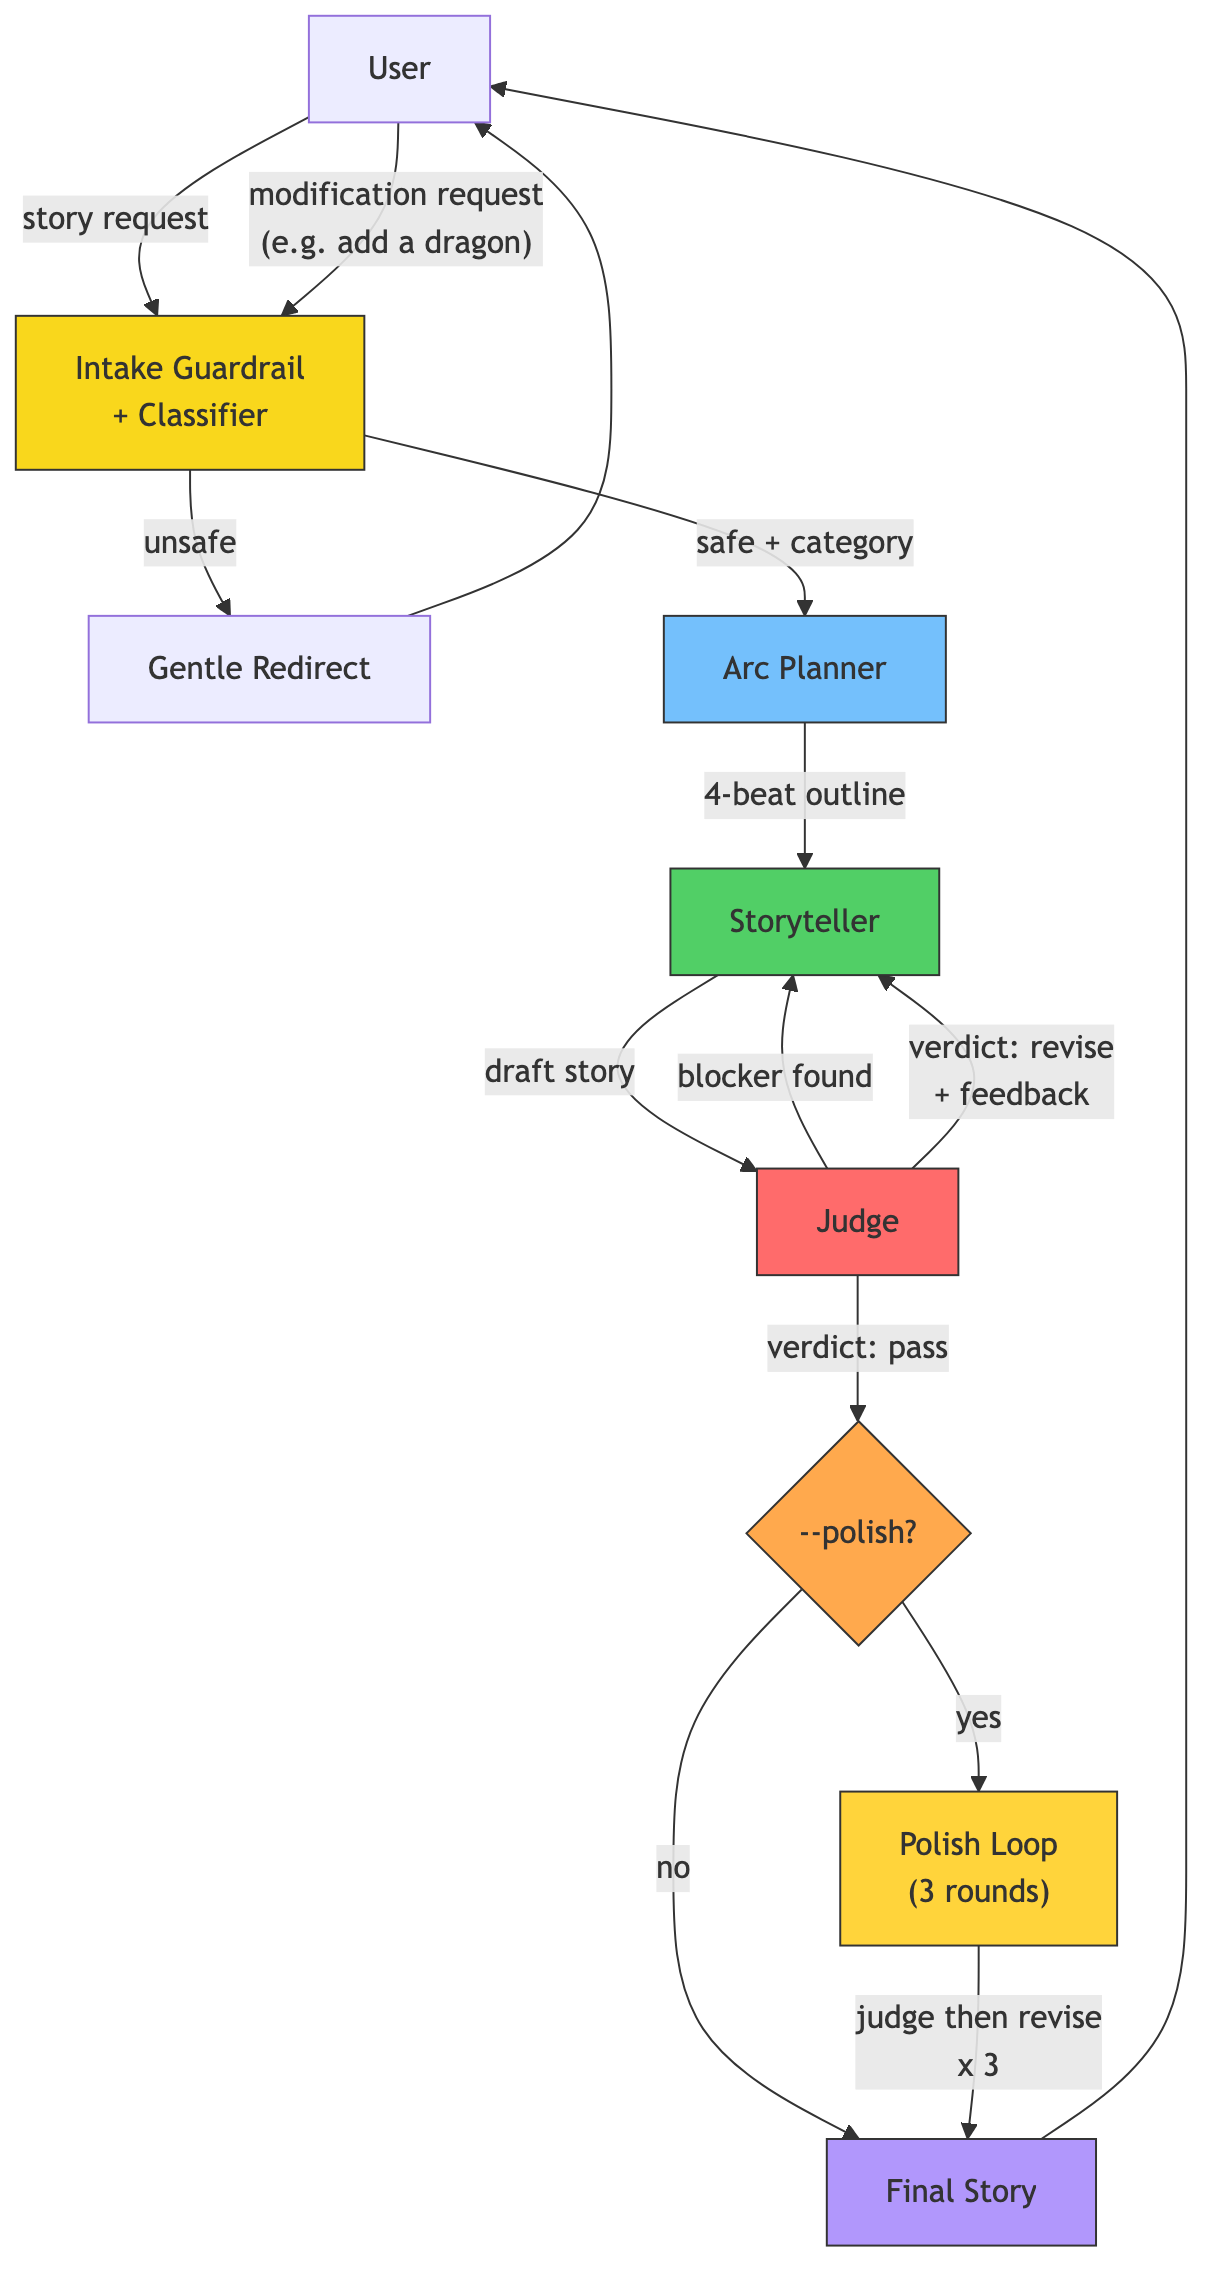 User
story request
modification request
(e.g. add a dragon)
Intake Guardrail
+ Classifier
unsafe
safe + category
Gentle Redirect
Arc Planner
4-beat outline
Storyteller
draft story
blocker found
verdict: revise
+ feedback
Judge
verdict: pass
--polish?
yes
no
Polish Loop
(3 rounds)
judge then revise
x 3
Final Story